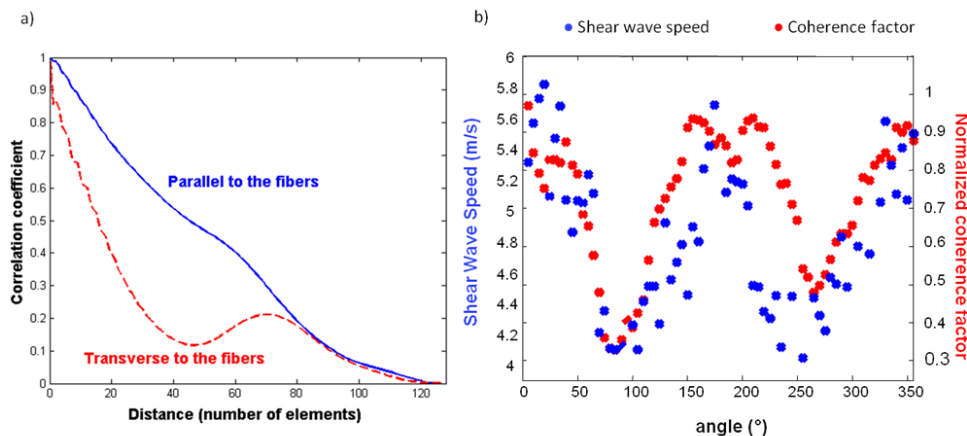 a)
1
0.9
0.8
0.7
0.6
0.5
0.4
0.3
0.2
0.1
0
Correlation coefficient
Parallel to the fibers
Transverse to the fibers
0 20 40 60 80 100 120
Distance (number of elements)
b)
Shear wave speed
Coherence factor
6
5.8
5.6
5.4
5.2
5
4.8
4.6
4.4
4.2
4
Shear Wave Speed (m/s)
1
0.9
0.8
0.7
0.6
0.5
0.4
0.3
Normalized coherence
factor
0 50 100 150 200 250 300 350
angle (°)